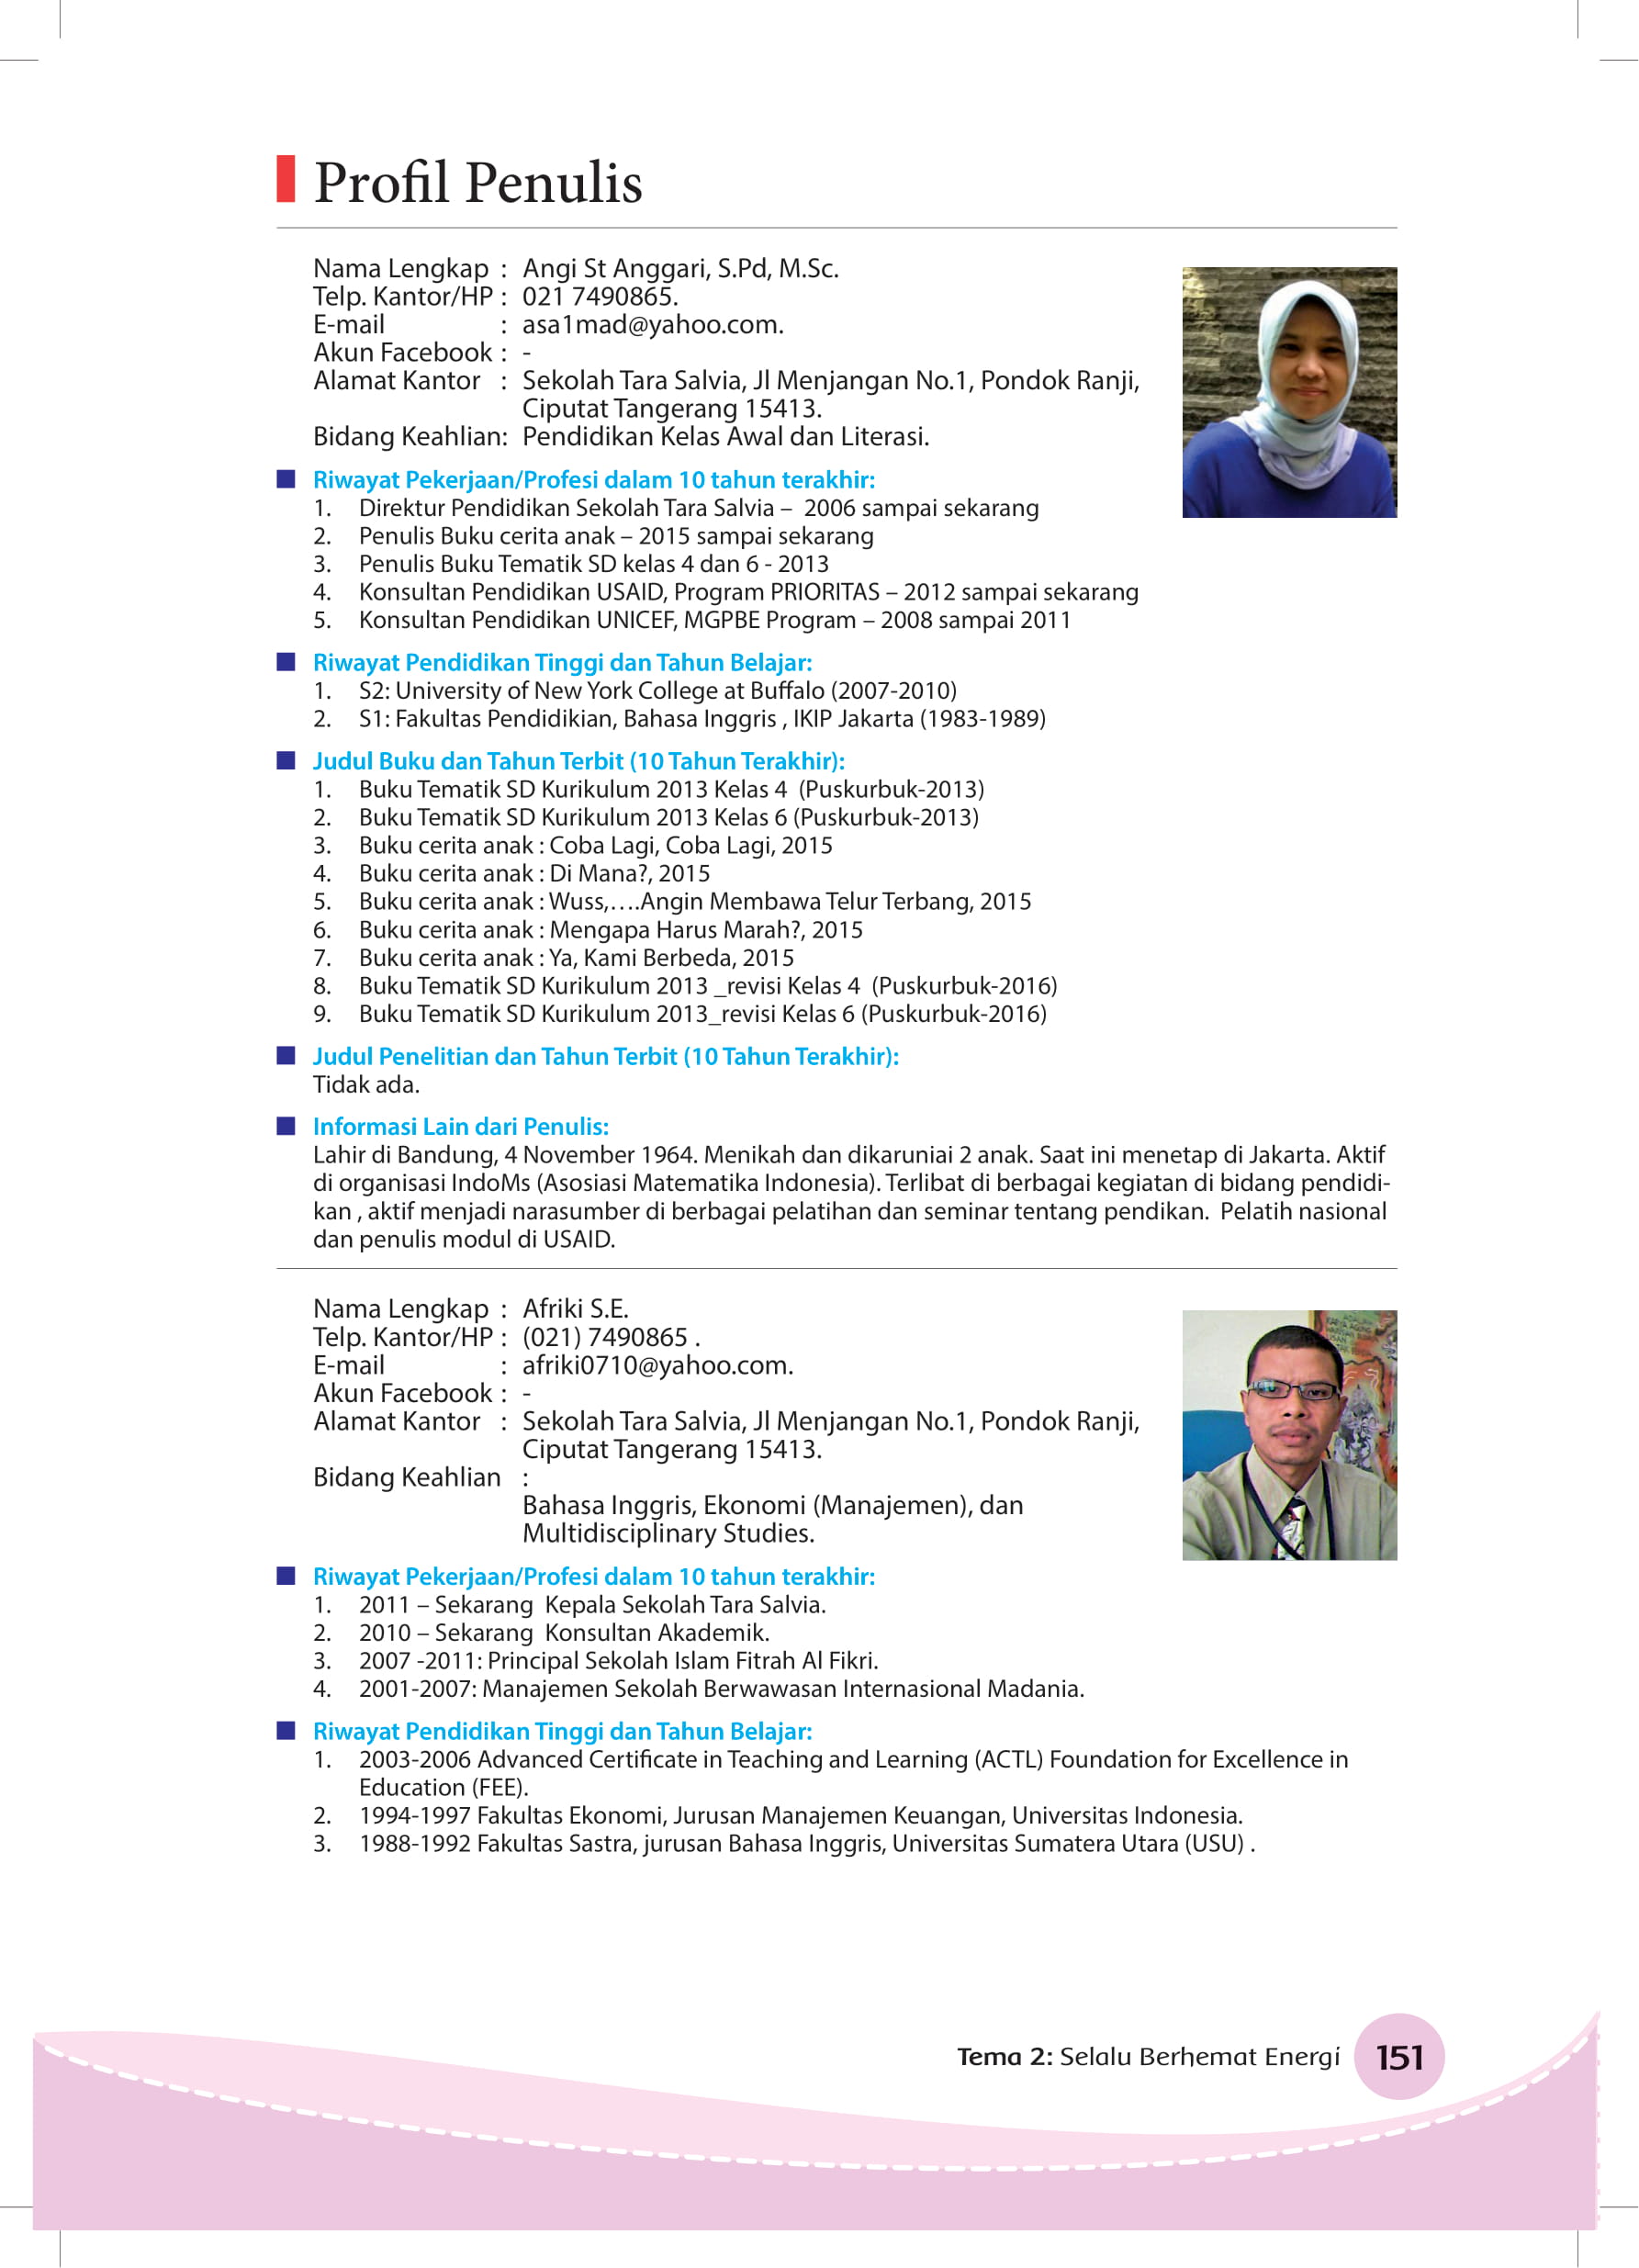 Profil Penulis
Nama Lengkap : Angi St Anggari, S.Pd, M.Sc.
Telp. Kantor/HP : 021 7490865.
E-mail : asa1mad@yahoo.com.
Akun Facebook : -
Alamat Kantor : Sekolah Tara Salvia, Jl Menjangan No.1, Pondok Ranji,
Ciputat Tangerang 15413.
Bidang Keahlian: Pendidikan Kelas Awal dan Literasi.
Riwayat Pekerjaan/Profesi dalam 10 tahun terakhir:
1. Direktur Pendidikan Sekolah Tara Salvia – 2006 sampai sekarang
2. Penulis Buku cerita anak – 2015 sampai sekarang
3. Penulis Buku Tematik SD kelas 4 dan 6 - 2013
4. Konsultan Pendidikan USAID, Program PRIORITAS – 2012 sampai sekarang
5. Konsultan Pendidikan UNICEF, MGPBE Program – 2008 sampai 2011
Riwayat Pendidikan Tinggi dan Tahun Belajar:
1. S2: University of New York College at Buffalo (2007-2010)
2. S1: Fakultas Pendidikian, Bahasa Inggris , IKIP Jakarta (1983-1989)
Judul Buku dan Tahun Terbit (10 Tahun Terakhir):
1. Buku Tematik SD Kurikulum 2013 Kelas 4 (Puskurbuk-2013)
2. Buku Tematik SD Kurikulum 2013 Kelas 6 (Puskurbuk-2013)
3. Buku cerita anak : Coba Lagi, Coba Lagi, 2015
4. Buku cerita anak : Di Mana?, 2015
5. Buku cerita anak : Wuss,….Angin Membawa Telur Terbang, 2015
6. Buku cerita anak : Mengapa Harus Marah?, 2015
7. Buku cerita anak : Ya, Kami Berbeda, 2015
8. Buku Tematik SD Kurikulum 2013 _revisi Kelas 4 (Puskurbuk-2016)
9. Buku Tematik SD Kurikulum 2013_revisi Kelas 6 (Puskurbuk-2016)
Judul Penelitian dan Tahun Terbit (10 Tahun Terakhir):
Tidak ada.
Informasi Lain dari Penulis:
Lahir di Bandung, 4 November 1964. Menikah dan dikaruniai 2 anak. Saat ini menetap di Jakarta. Aktif
di organisasi IndoMs (Asosiasi Matematika Indonesia). Terlibat di berbagai kegiatan di bidang pendidi-
kan , aktif menjadi narasumber di berbagai pelatihan dan seminar tentang pendikan. Pelatih nasional
dan penulis modul di USAID.
Nama Lengkap : Afriki S.E.
Telp. Kantor/HP : (021) 7490865 .
E-mail : afriki0710@yahoo.com.
Akun Facebook : -
Alamat Kantor : Sekolah Tara Salvia, Jl Menjangan No.1, Pondok Ranji,
Ciputat Tangerang 15413.
Bidang Keahlian :
Bahasa Inggris, Ekonomi (Manajemen), dan
Multidisciplinary Studies.
Riwayat Pekerjaan/Profesi dalam 10 tahun terakhir:
1. 2011 – Sekarang Kepala Sekolah Tara Salvia.
2. 2010 – Sekarang Konsultan Akademik.
3. 2007 -2011: Principal Sekolah Islam Fitrah Al Fikri.
4. 2001-2007: Manajemen Sekolah Berwawasan Internasional Madania.
Riwayat Pendidikan Tinggi dan Tahun Belajar:
1. 2003-2006 Advanced Certificate in Teaching and Learning (ACTL) Foundation for Excellence in
Education (FEE).
2. 1994-1997 Fakultas Ekonomi, Jurusan Manajemen Keuangan, Universitas Indonesia.
3. 1988-1992 Fakultas Sastra, jurusan Bahasa Inggris, Universitas Sumatera Utara (USU) .
Tema 2: Selalu Berhemat Energi 151